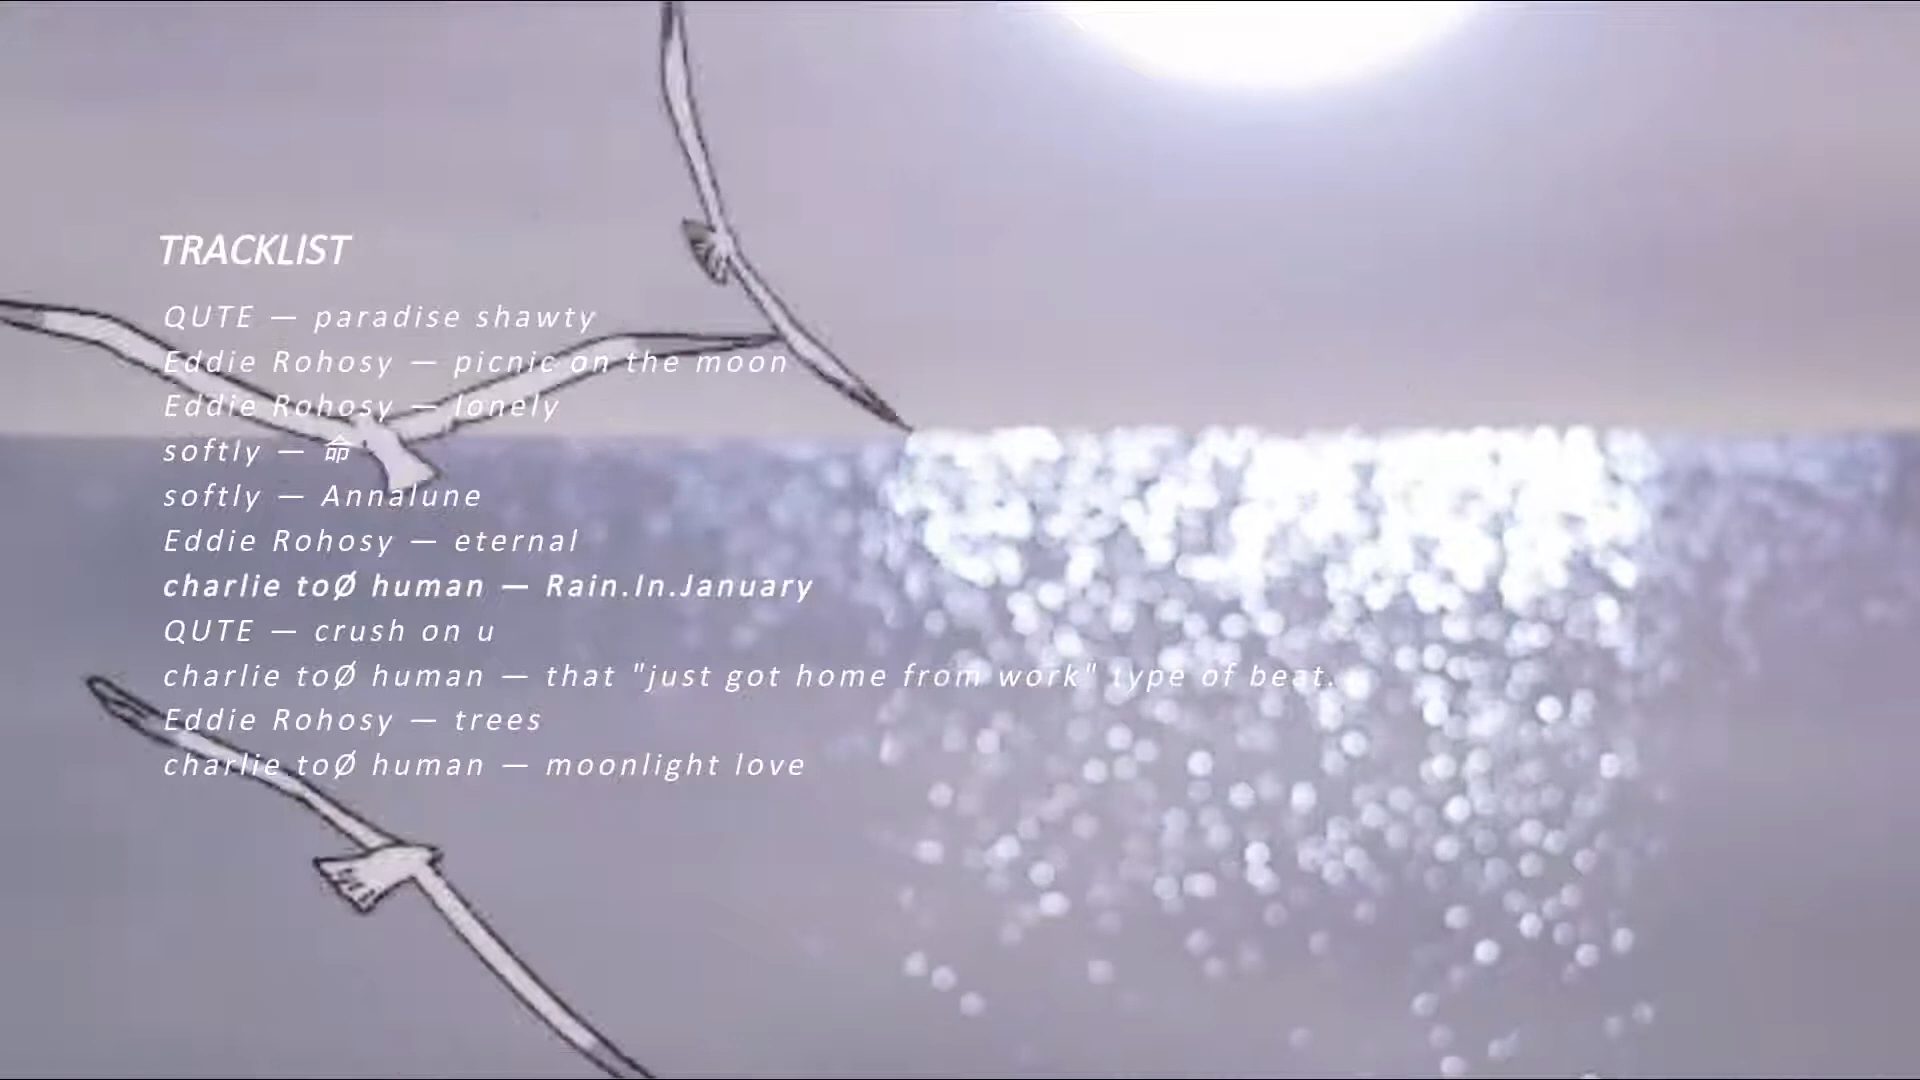 TRACKLIST
QUTE — paradise shawty
Eddie Rohosy — picnic on the moon
Eddie Rohosy — lonely
softly — 命
softly — Annalune
Eddie Rohosy — eternal
charlie toØ human — Rain.In.January
QUTE — crush on u
charlie toØ human — that "just got home from work" type of beat.
Eddie Rohosy — trees
charlie toØ human — moonlight love